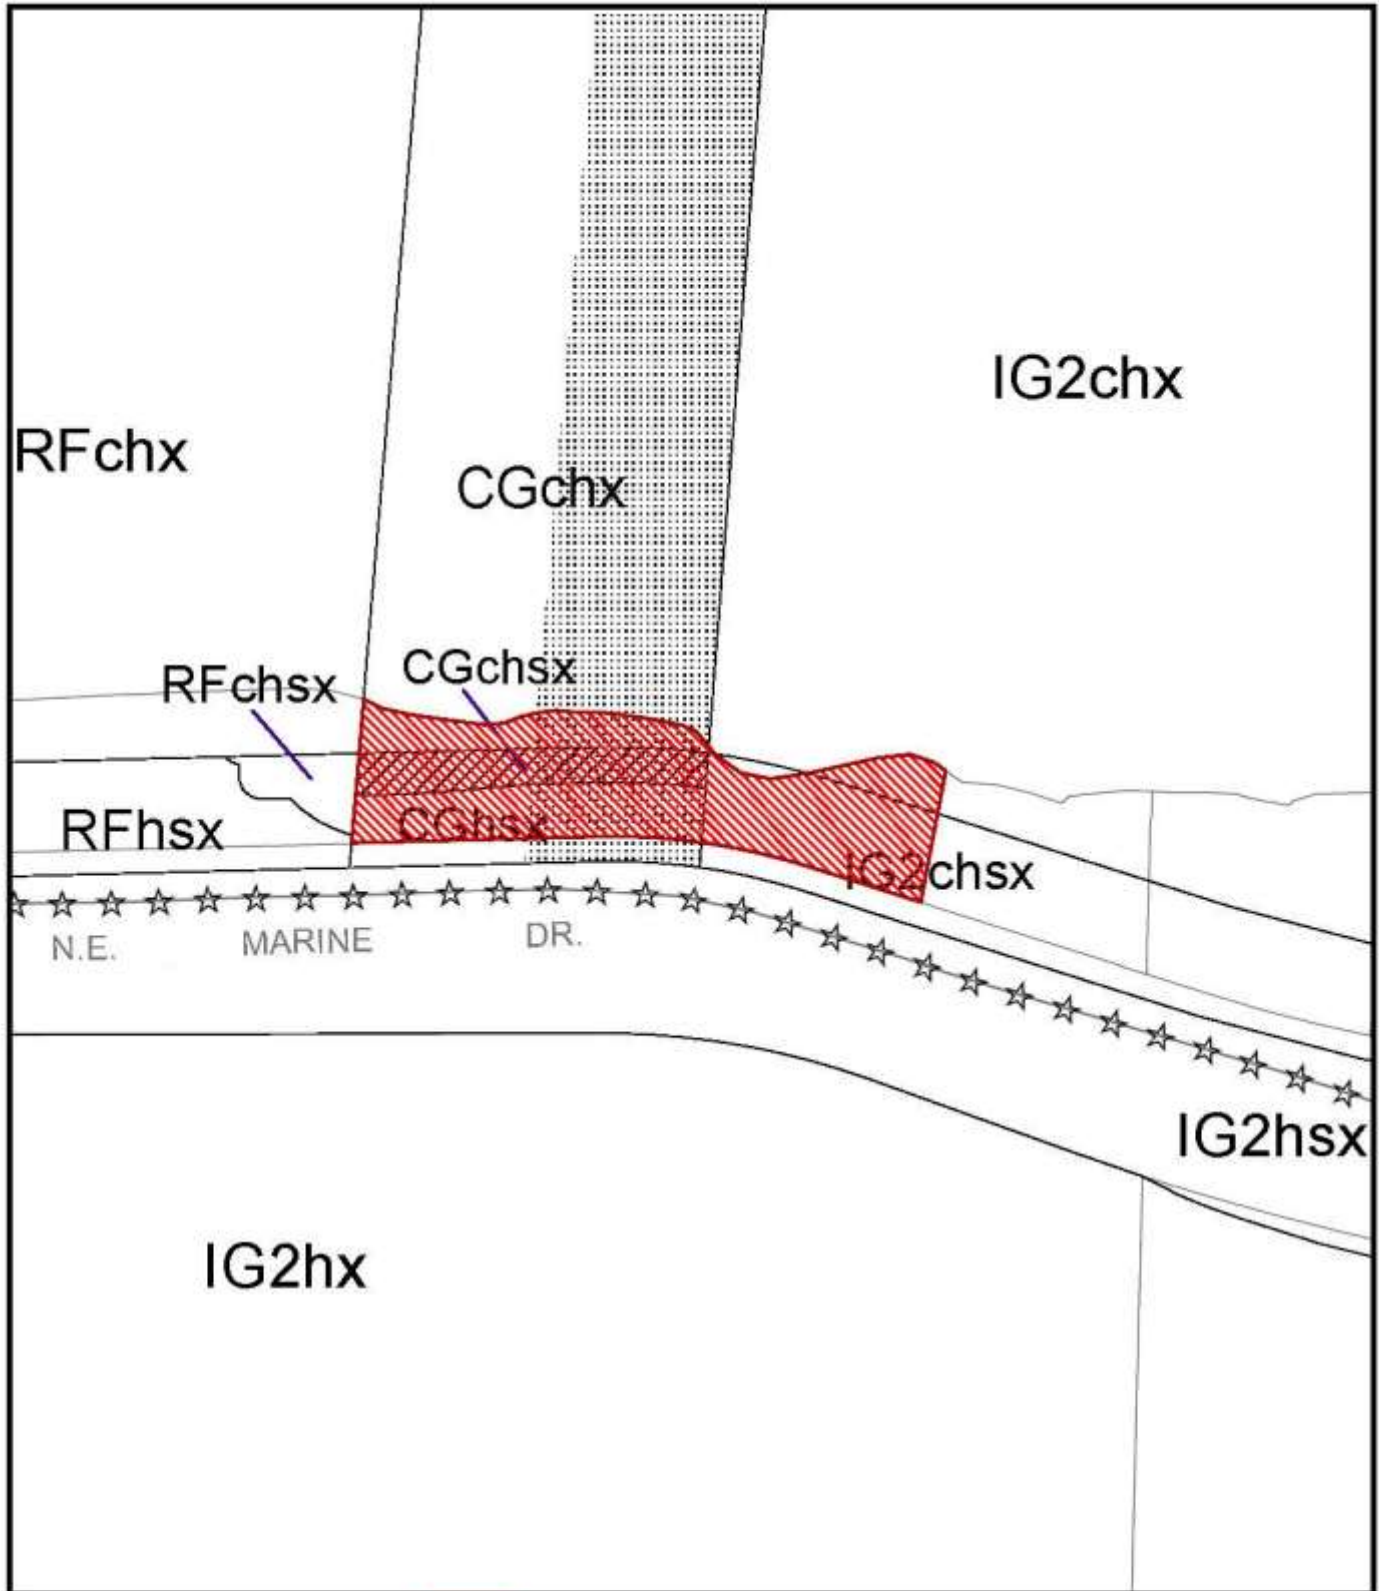 IG2chx
RFchx
CGchx
CGchsx
RFchsx
CGhsx
RFhsx
IG2chsx
N.E. MARINE DR.
IG2hsx
IG2hx